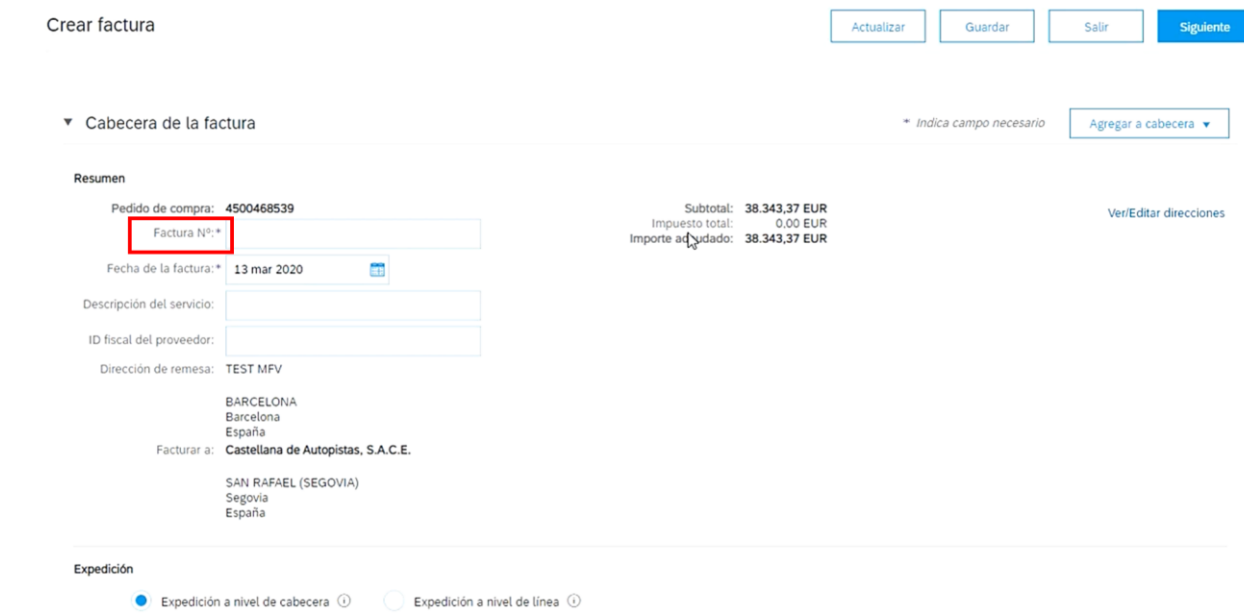 Crear factura
Actualizar
Guardar
Salir
Siguiente
Cabecera de la factura
* Indica campo necesario
Agregar a cabecera
Resumen
Pedido de compra: 4500468539
Factura Nº:*
Fecha de la factura:* 13 mar 2020
Descripción del servicio:
ID fiscal del proveedor:
Dirección de remesa: TEST MFV
BARCELONA
Barcelona
España
Facturar a: Castellana de Autopistas, S.A.C.E.
SAN RAFAEL (SEGOVIA)
Segovia
España
Subtotal: 38.343,37 EUR
Impuesto total: 0,00 EUR
Importe adeudado: 38.343,37 EUR
Ver/Editar direcciones
Expedición
Expedición a nivel de cabecera
Expedición a nivel de línea